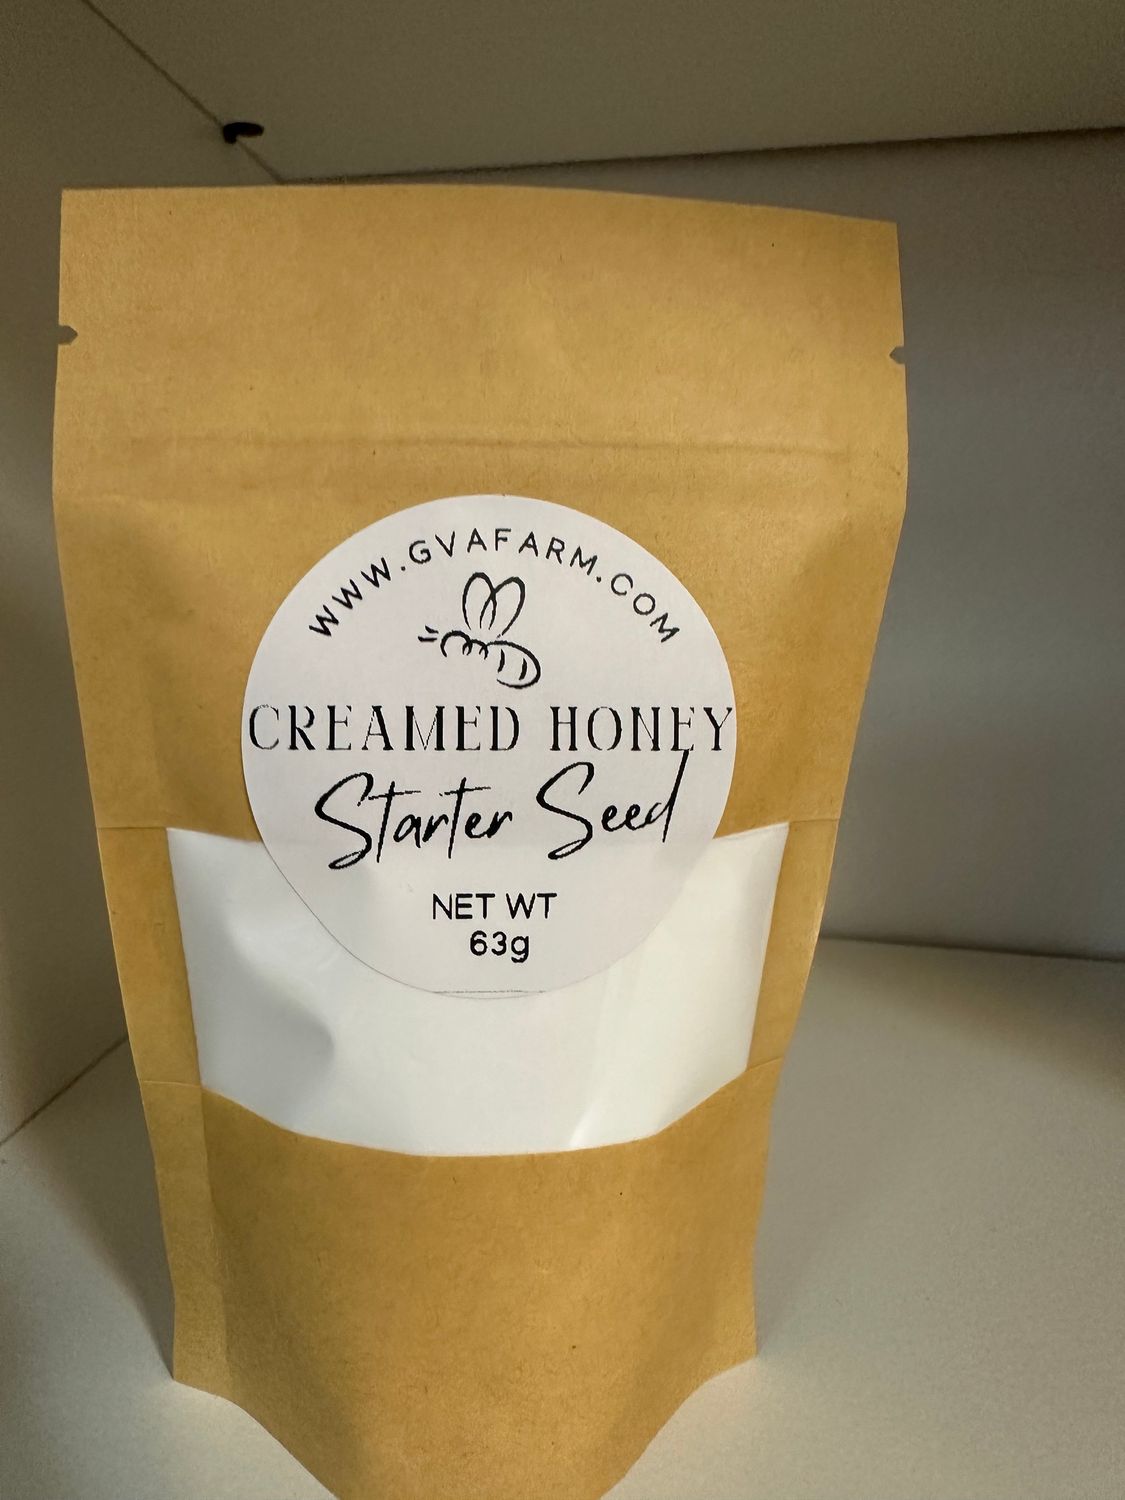 WWW.GVAFARM.COM
CREAMED HONEY
Starter Seed
NET WT
63g